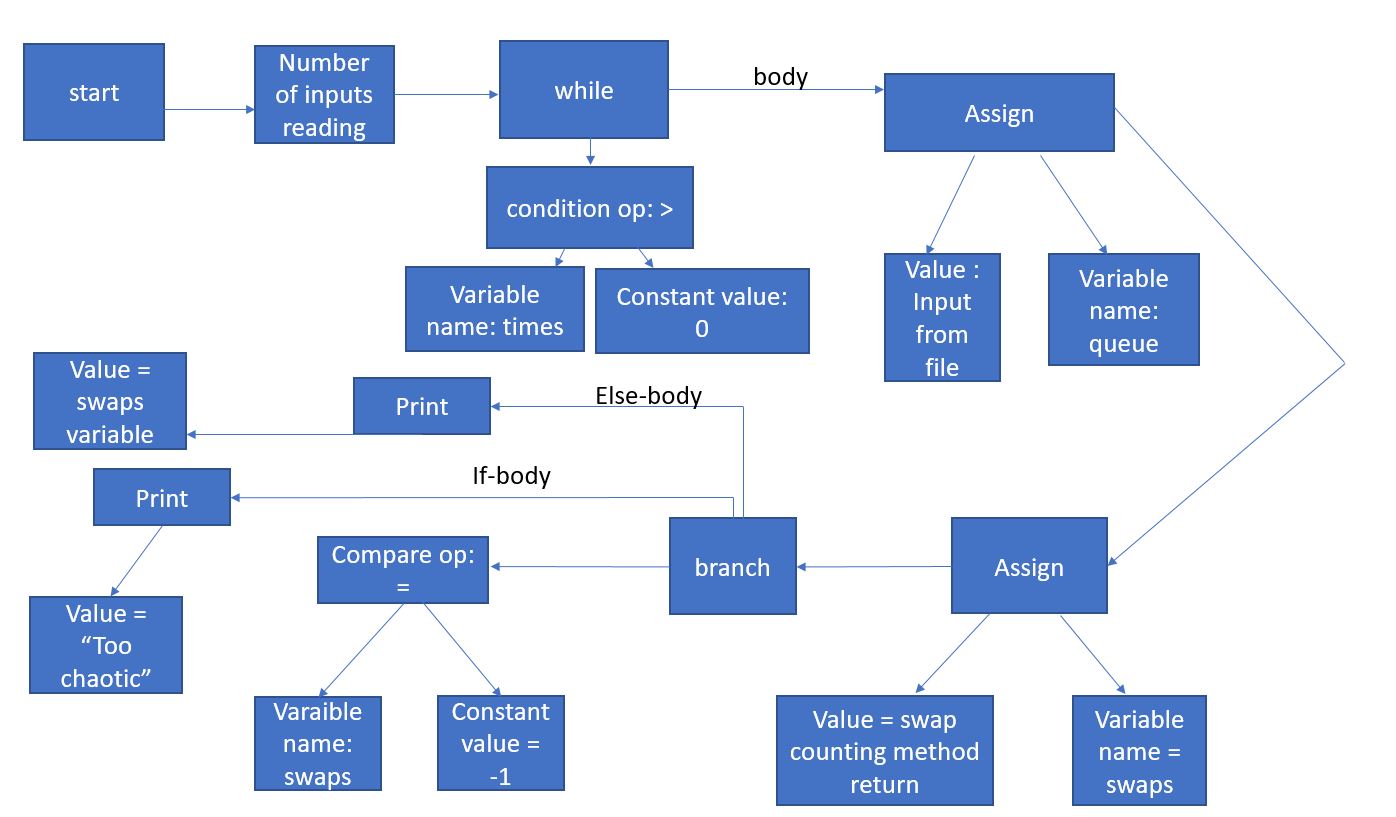 start
Number
of inputs
reading
while
body
Assign
condition op: >
Variable
name: times
Constant value:
0
Value :
Input
from
file
Variable
name:
queue
Value =
swaps
variable
Print
Else-body
Print
If-body
Value =
“Too
chaotic”
Compare op:
=
branch
Assign
Varaible
name:
swaps
Constant
value =
-1
Value = swap
counting method
return
Variable
name =
swaps